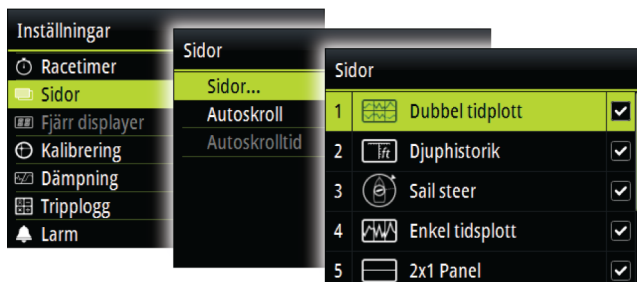 Inställningar
Racetimer
Sidor
Fjärr displayer
Kalibrering
Dämpning
Tripplogg
Larm
Sidor
Sidor...
Autoskroll
Autoskrolltid
Sidor
1 Dubbel tidplott
2 ft Djuphistorik
3 Sail steer
4 Enkel tidsplott
5 2x1 Panel